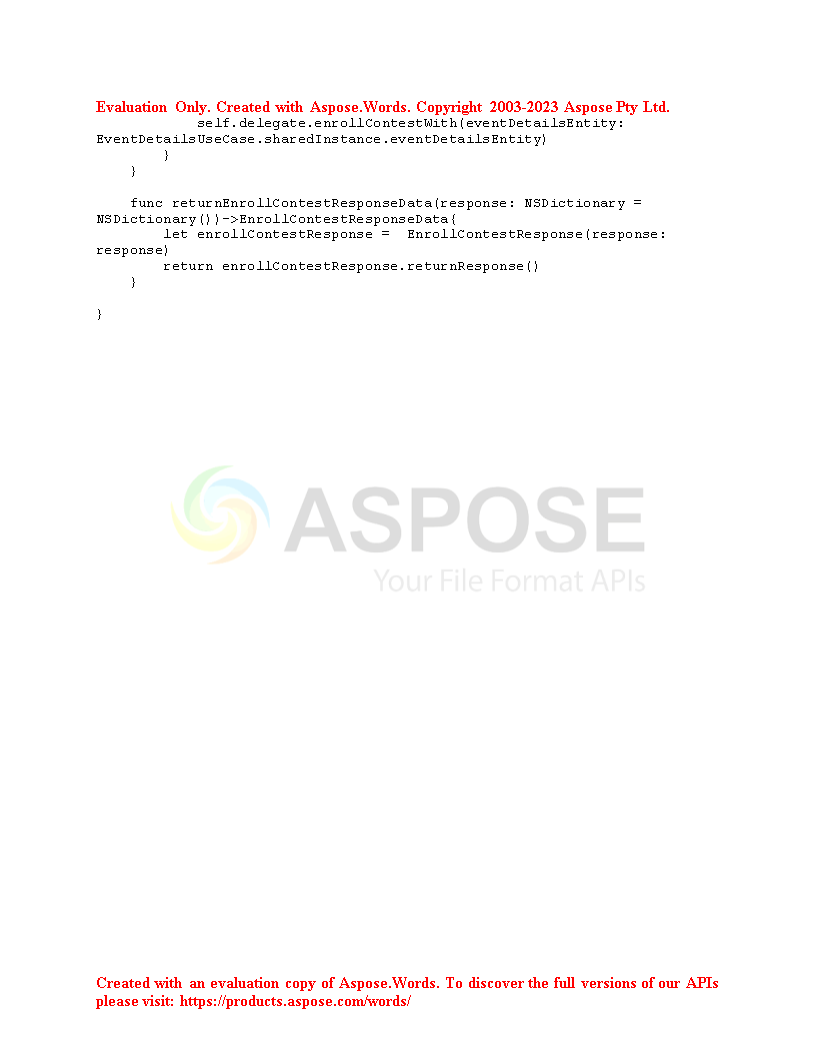 Evaluation Only. Created with Aspose.Words. Copyright 2003-2023 Aspose Pty Ltd.
            self.delegate.enrollContestWith(eventDetailsEntity:
EventDetailsUseCase.sharedInstance.eventDetailsEntity)
        }
    }

    func returnEnrollContestResponseData(response: NSDictionary =
NSDictionary())->EnrollContestResponseData{
        let enrollContestResponse =  EnrollContestResponse(response:
response)
        return enrollContestResponse.returnResponse()
    }

}
ASPOSE
Your File Format APIs
Created with an evaluation copy of Aspose.Words. To discover the full versions of our APIs
please visit: https://products.aspose.com/words/